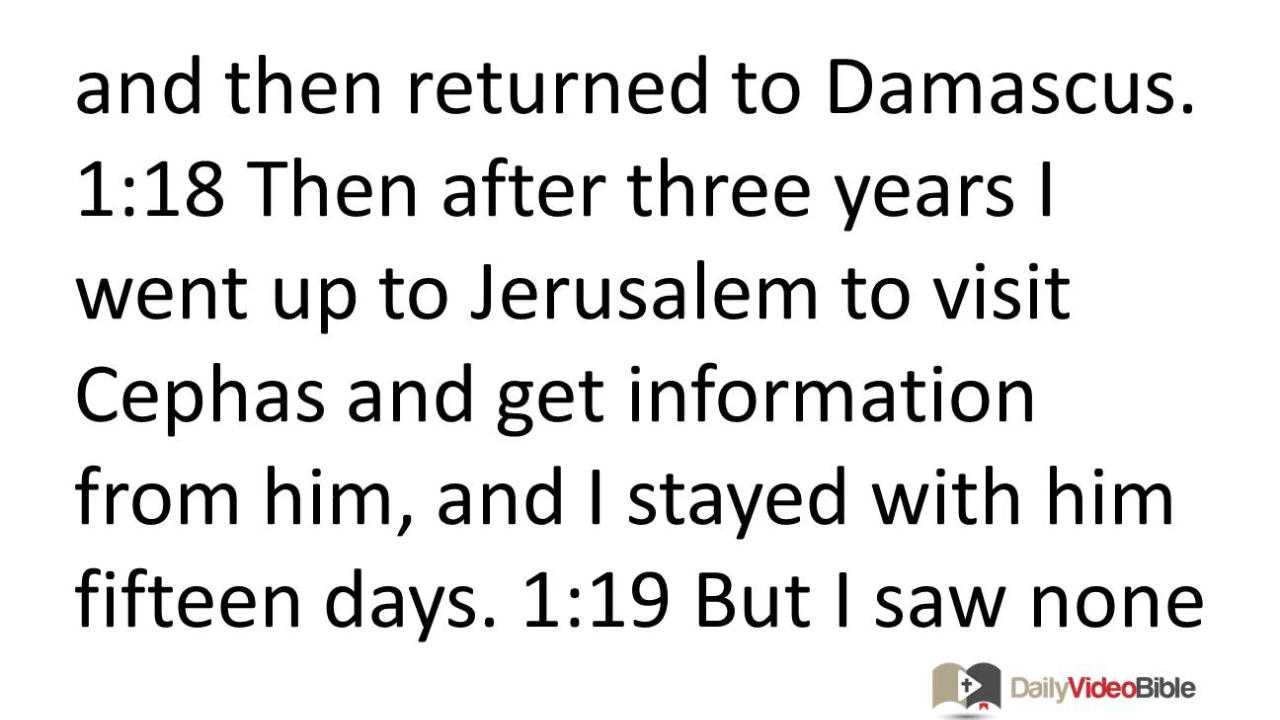 and then returned to Damascus.
1:18 Then after three years I
went up to Jerusalem to visit
Cephas and get information
from him, and I stayed with him
fifteen days. 1:19 But I saw none
DailyVideoBible